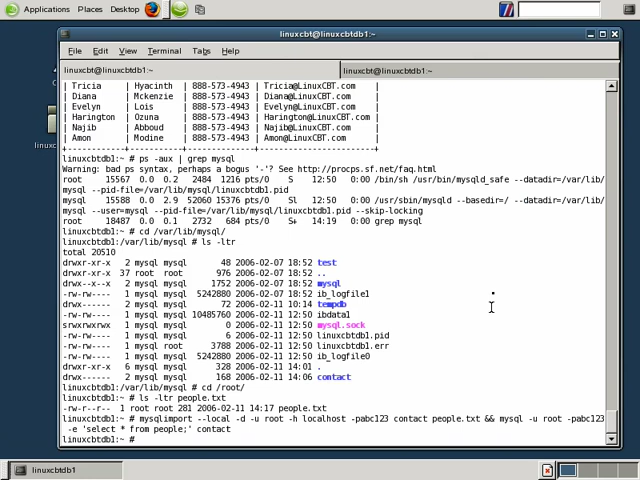 Applications Places Desktop
linuxcbt@linuxcbtdb1:~
File Edit View Terminal Tabs Help
linuxcbt@linuxcbtdb1:~
linuxcbt@linuxcbtdb1:~
| Tricia | Hyacinth | 888-573-4943 | Tricia@LinuxCBT.com |
| Diana | Mckenzie | 888-573-4943 | Diana@LinuxCBT.com |
| Evelyn | Lois | 888-573-4943 | Evelyn@LinuxCBT.com |
| Harington | Ozuna | 888-573-4943 | Harington@LinuxCBT.com |
| Najib | Abboud | 888-573-4943 | Najib@LinuxCBT.com |
| Amon | Modine | 888-573-4943 | Amon@LinuxCBT.com |
+-----------+----------+--------------+------------------------+
linuxcbtdb1:~ # ps -aux | grep mysql
Warning: bad ps syntax, perhaps a bogus '-'? See http://procps.sf.net/faq.html
root 15567 0.0 0.2 2484 1216 pts/0 S 12:50 0:00 /bin/sh /usr/bin/mysqld_safe --datadir=/var/lib/
mysql --pid-file=/var/lib/mysql/linuxcbtdb1.pid
mysql 15588 0.0 2.9 52060 15376 pts/0 Sl 12:50 0:00 /usr/sbin/mysqld --basedir=/ --datadir=/var/lib
/mysql --user=mysql --pid-file=/var/lib/mysql/linuxcbtdb1.pid --skip-locking
root 18487 0.0 0.1 2732 684 pts/0 S+ 14:19 0:00 grep mysql
linuxcbtdb1:~ # cd /var/lib/mysql/
linuxcbtdb1:/var/lib/mysql # ls -ltr
total 20510
drwxr-xr-x 2 mysql mysql 48 2006-02-07 18:52 test
drwxr-xr-x 37 root root 976 2006-02-07 18:52 ..
drwx--x--x 2 mysql mysql 1752 2006-02-07 18:52 mysql
-rw-rw---- 1 mysql mysql 5242880 2006-02-07 18:52 ib_logfile1
drwx------ 2 mysql mysql 72 2006-02-11 10:14 tempdb
-rw-rw---- 1 mysql mysql 10485760 2006-02-11 12:50 ibdata1
srwxrwxrwx 1 mysql mysql 0 2006-02-11 12:50 mysql.sock
-rw-rw---- 1 mysql mysql 6 2006-02-11 12:50 linuxcbtdb1.pid
-rw-rw---- 1 mysql root 3788 2006-02-11 12:50 linuxcbtdb1.err
-rw-rw---- 1 mysql mysql 5242880 2006-02-11 12:50 ib_logfile0
drwxr-xr-x 6 mysql mysql 328 2006-02-11 14:01 .
drwx------ 2 mysql mysql 168 2006-02-11 14:06 contact
linuxcbtdb1:/var/lib/mysql # cd /root/
linuxcbtdb1:~ # ls -ltr people.txt
-rw-r--r-- 1 root root 281 2006-02-11 14:17 people.txt
linuxcbtdb1:~ # mysqlimport --local -d -u root -h localhost -pabc123 contact people.txt && mysql -u root -pabc123
-e 'select * from people;' contact
linuxcbtdb1:~ #
linuxcbtdb1